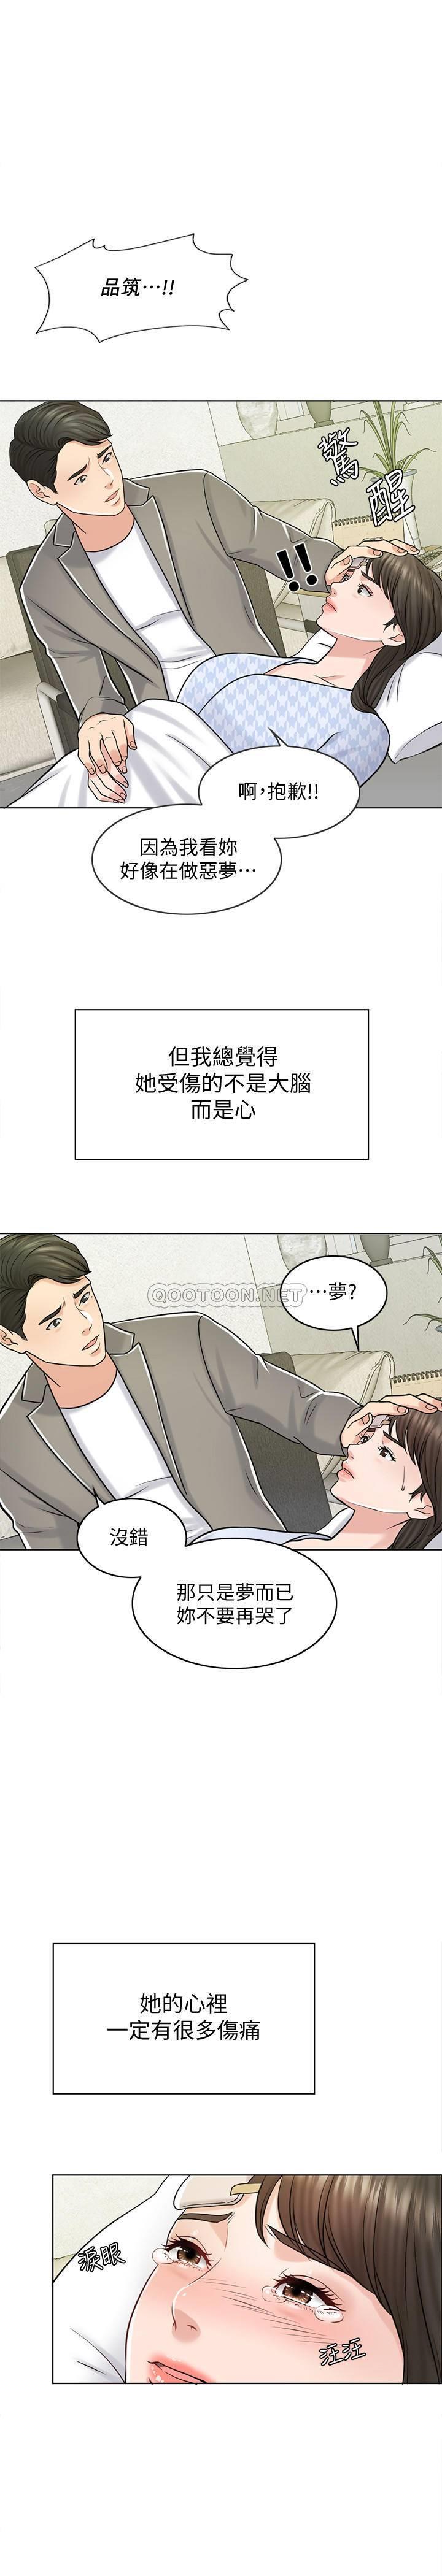 品筑…!!
驚醒
!!
啊,抱歉!!
因為我看妳
好像在做惡夢…
但我總覺得
她受傷的不是大腦
而是心
QOOTOON.NET
…夢?
沒錯
那只是夢而已
妳不要再哭了
她的心裡
一定有很多傷痛
淚眼
汪汪